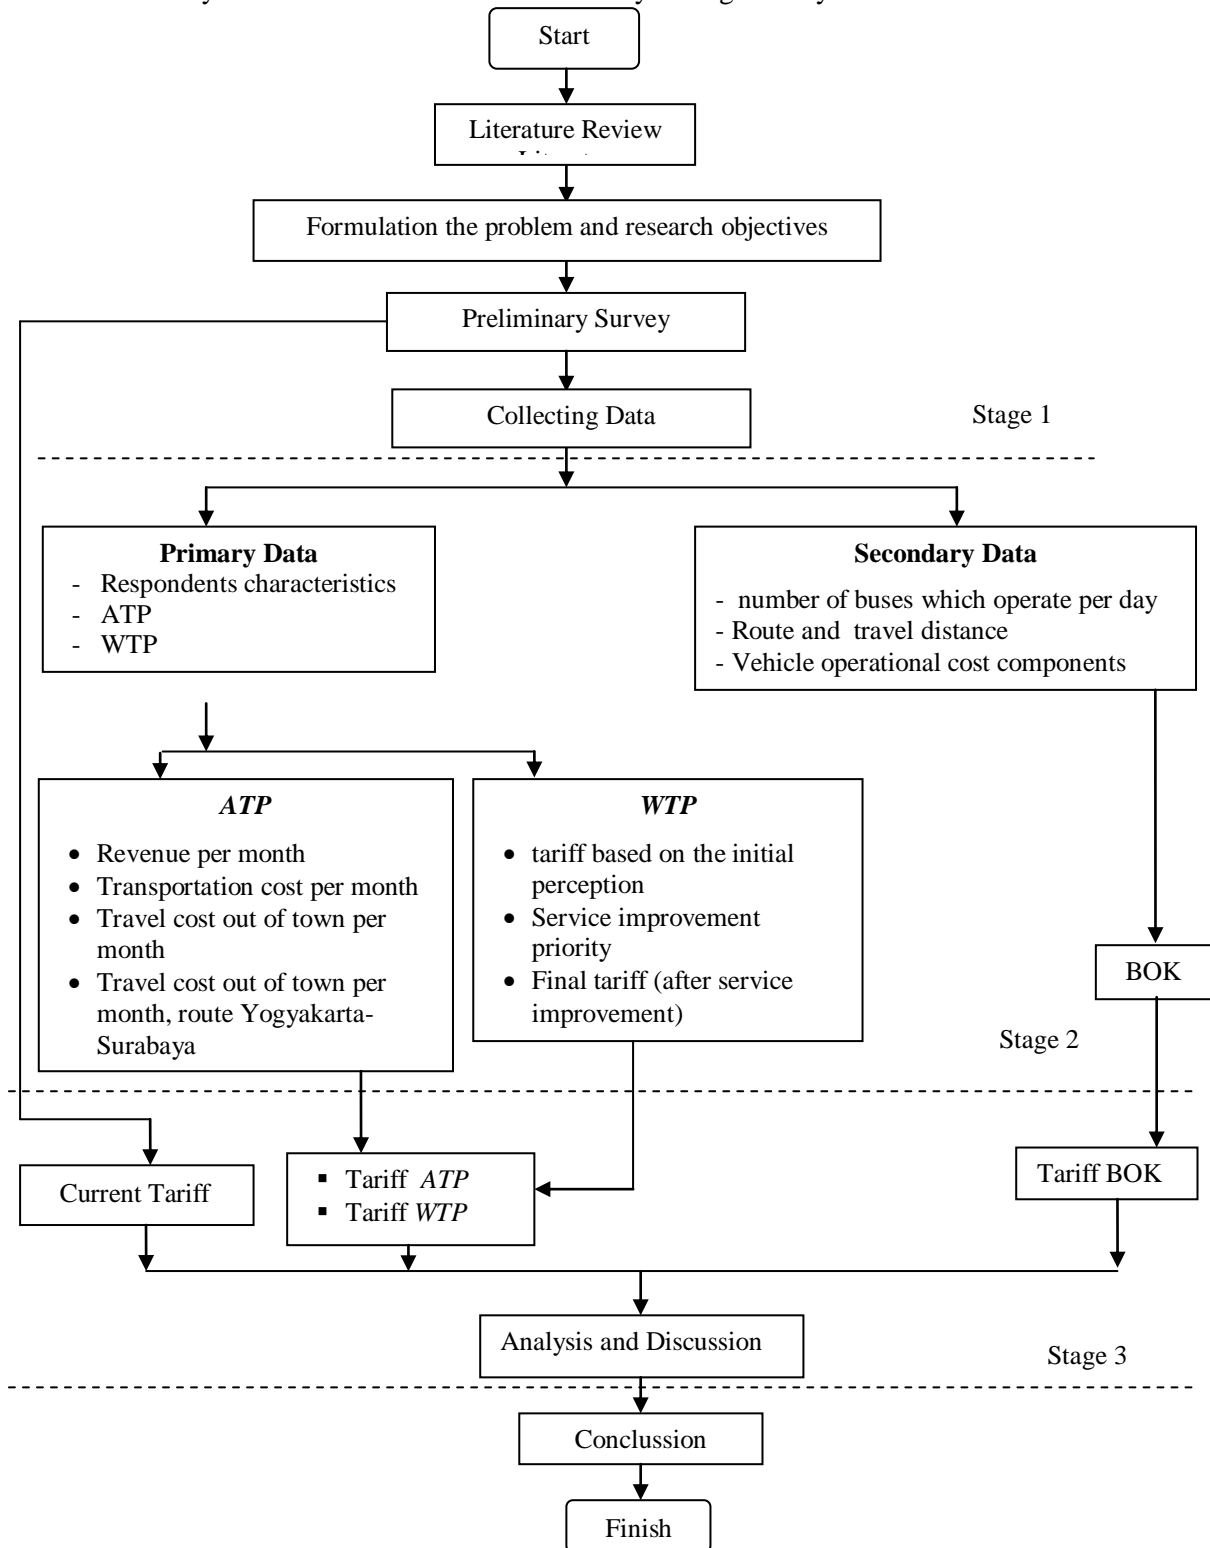 Start
Literature Review
Formulation the problem and research objectives
Preliminary Survey
Collecting Data
Stage 1
Primary Data
- Respondents characteristics
- ATP
- WTP
Secondary Data
- number of buses which operate per day
- Route and travel distance
- Vehicle operational cost components
ATP
• Revenue per month
• Transportation cost per month
• Travel cost out of town per
month
• Travel cost out of town per
month, route Yogyakarta-
Surabaya
WTP
• tariff based on the initial
perception
• Service improvement
priority
• Final tariff (after service
improvement)
BOK
Stage 2
Current Tariff
▪ Tariff ATP
▪ Tariff WTP
Tariff BOK
Analysis and Discussion
Stage 3
Conclussion
Finish